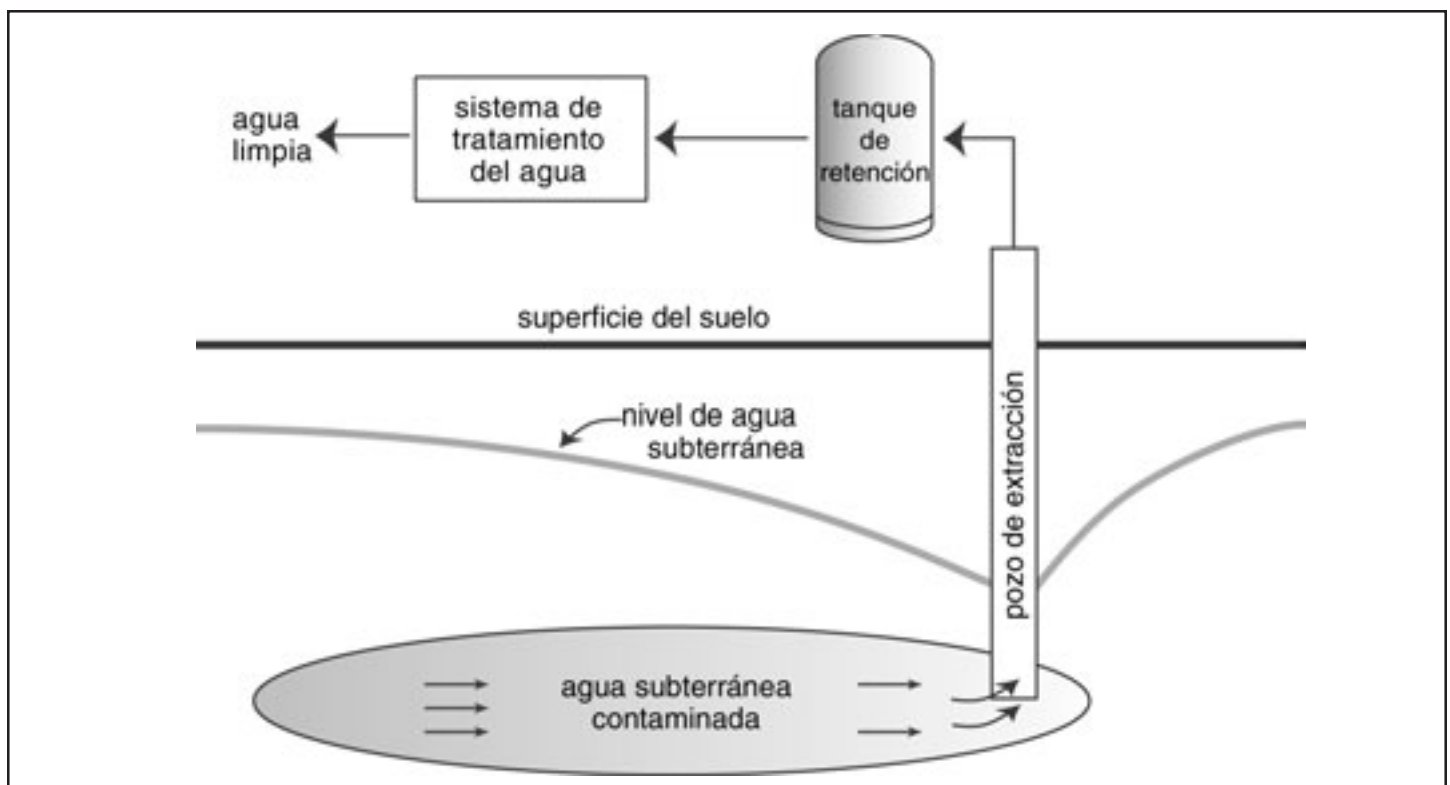 agua
limpia
sistema de
tratamiento
del agua
tanque
de
retención
superficie del suelo
nivel de agua
subterránea
pozo de extracción
agua subterránea
contaminada